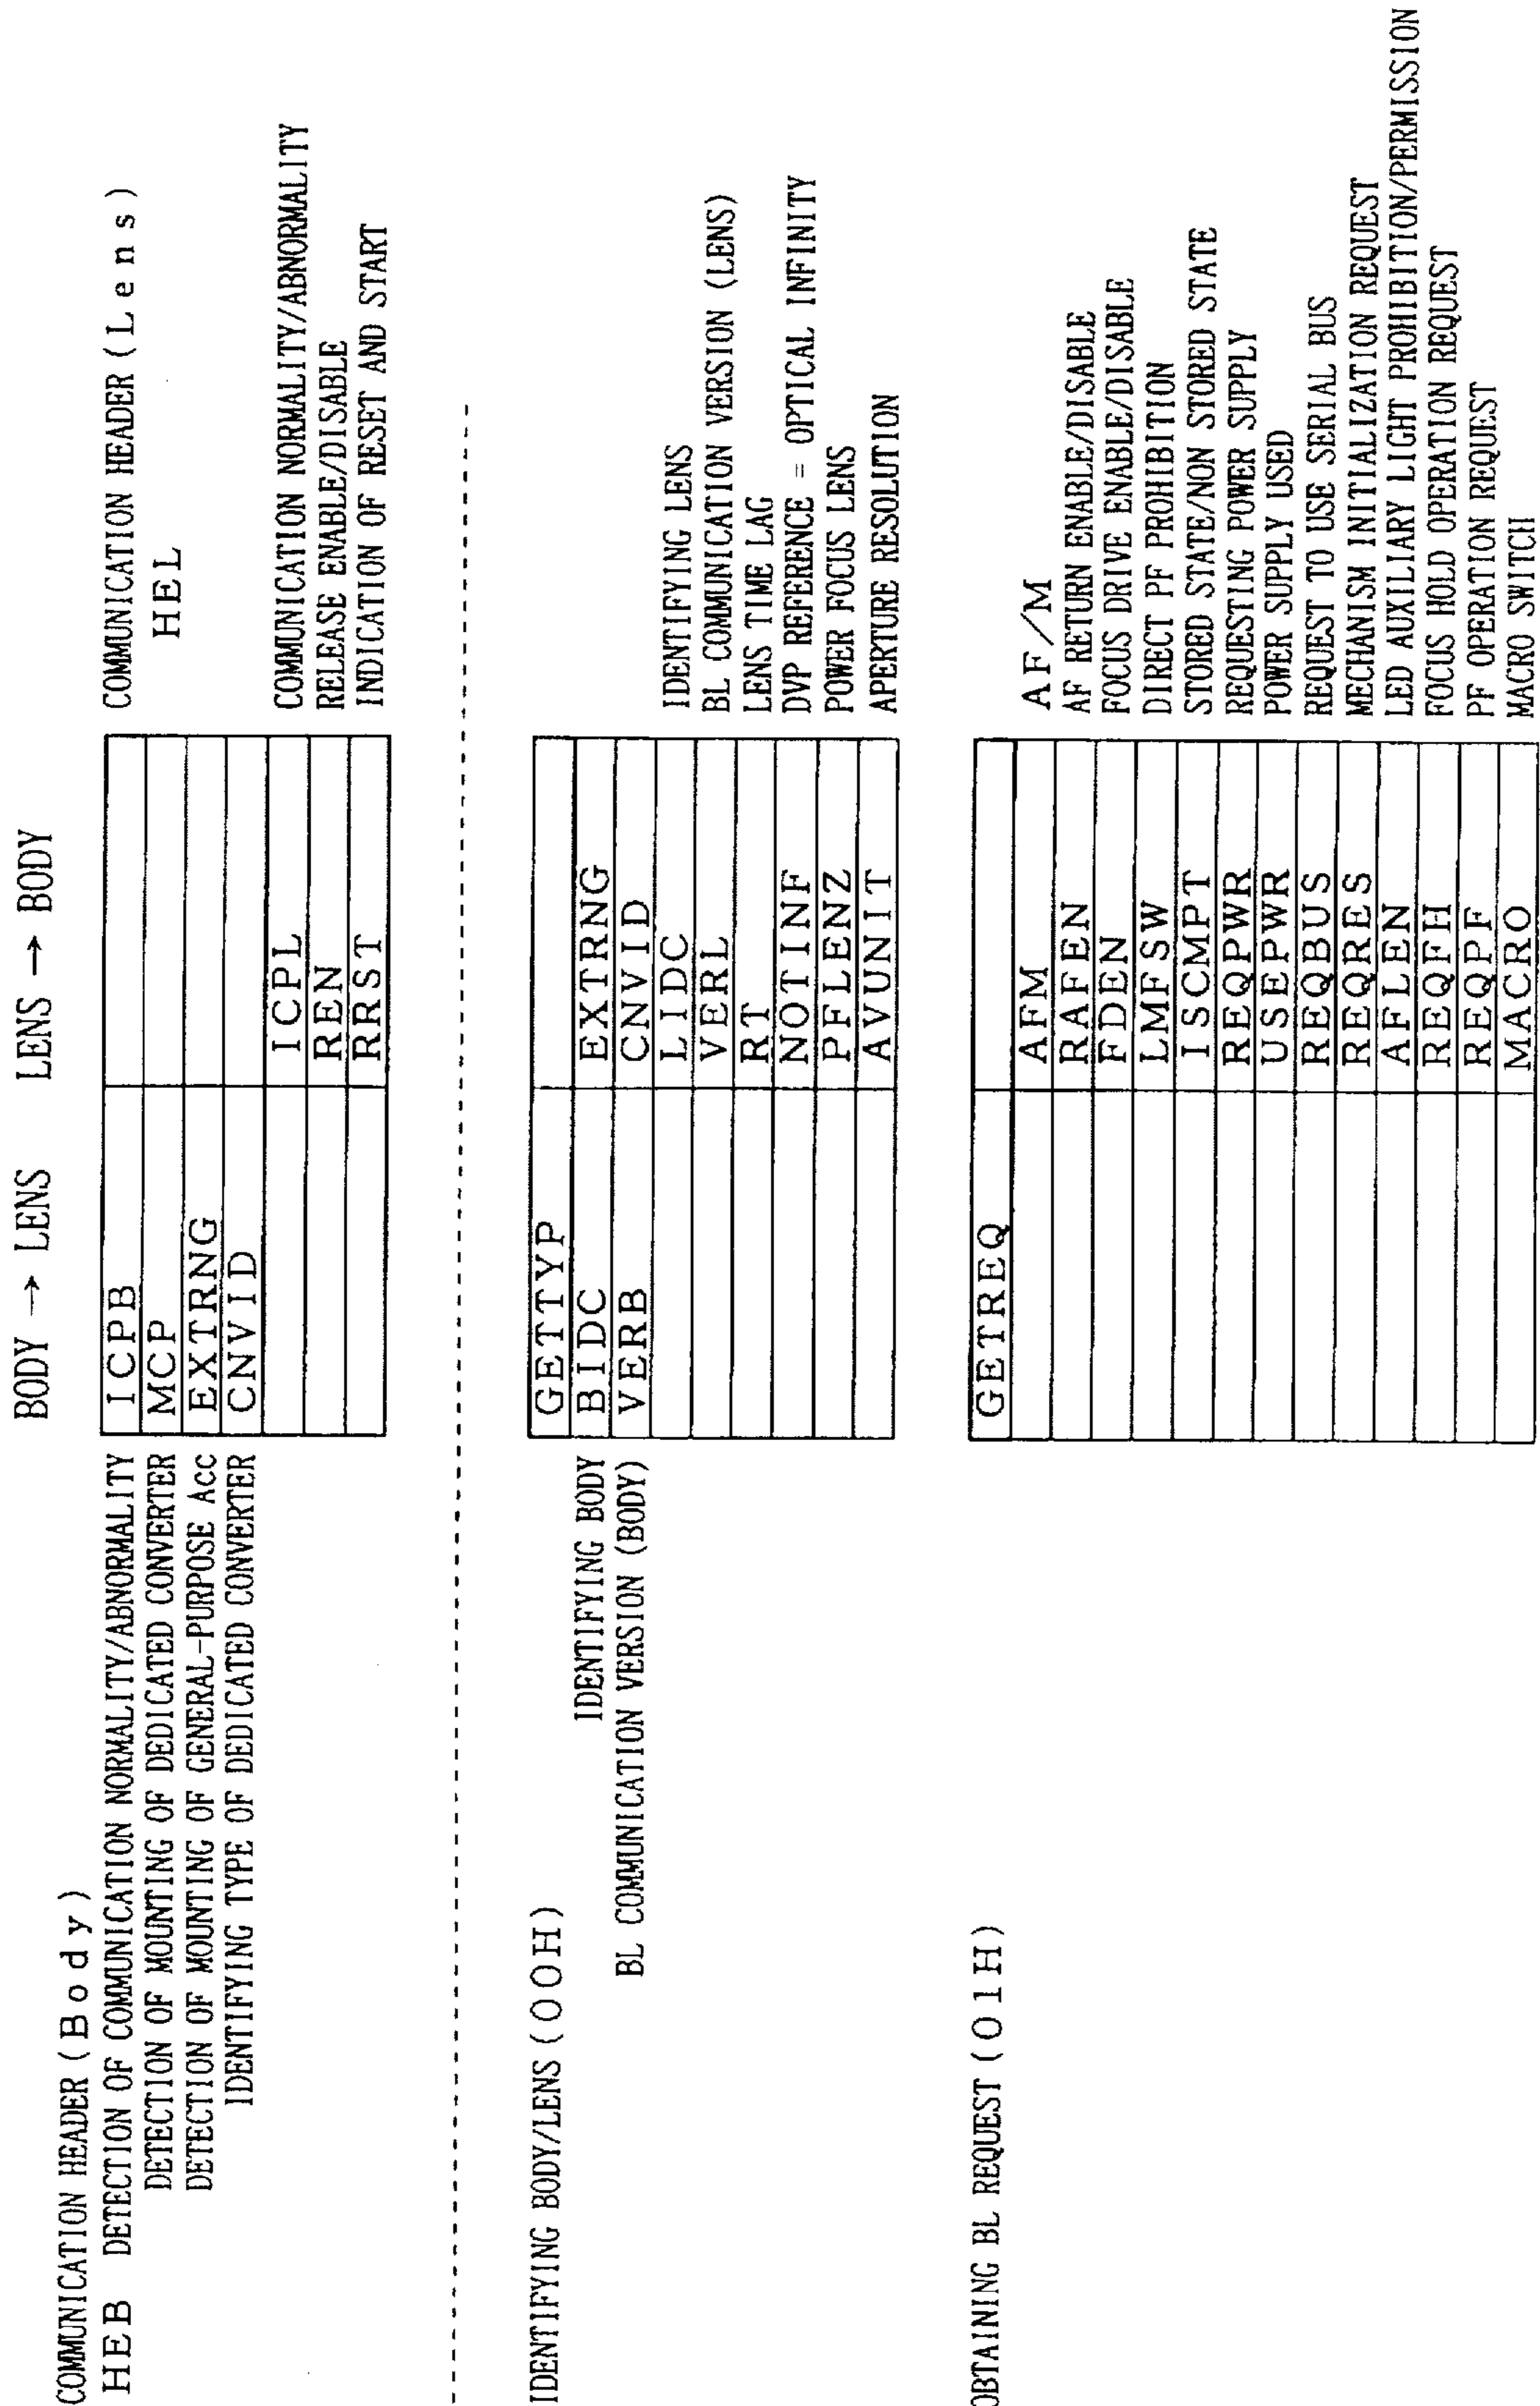 BODY → LENS LENS → BODY
COMMUNICATION HEADER (Body)
HEB DETECTION OF COMMUNICATION NORMALITY/ABNORMALITY ICPB COMMUNICATION HEADER (Lens)
DETECTION OF MOUNTING OF DEDICATED CONVERTER MCP HEL
DETECTION OF MOUNTING OF GENERAL-PURPOSE Acc EXTRNG
IDENTIFYING TYPE OF DEDICATED CONVERTER CNVID
ICPL COMMUNICATION NORMALITY/ABNORMALITY
REN RELEASE ENABLE/DISABLE
RRST INDICATION OF RESET AND START
IDENTIFYING BODY/LENS (00H) GETTYP
IDENTIFYING BODY BIDC EXTRNG
BL COMMUNICATION VERSION (BODY) VERB CNVID
LIDC IDENTIFYING LENS
VERL BL COMMUNICATION VERSION (LENS)
RT LENS TIME LAG
NOTINF DVP REFERENCE = OPTICAL INFINITY
PFLENZ POWER FOCUS LENS
AVUNIT APERTURE RESOLUTION
OBTAINING BL REQUEST (01H) GETREQ
AFM AF/M
RAFEN AF RETURN ENABLE/DISABLE
FDEN FOCUS DRIVE ENABLE/DISABLE
LMFSW DIRECT PF PROHIBITION
ISCMPT STORED STATE/NON STORED STATE
REQPWR REQUESTING POWER SUPPLY
USEPWR POWER SUPPLY USED
REQBUS REQUEST TO USE SERIAL BUS
REQRES MECHANISM INITIALIZATION REQUEST
AFLEN LED AUXILIARY LIGHT PROHIBITION/PERMISSION
REQFH FOCUS HOLD OPERATION REQUEST
REQPF PF OPERATION REQUEST
MACRO MACRO SWITCH